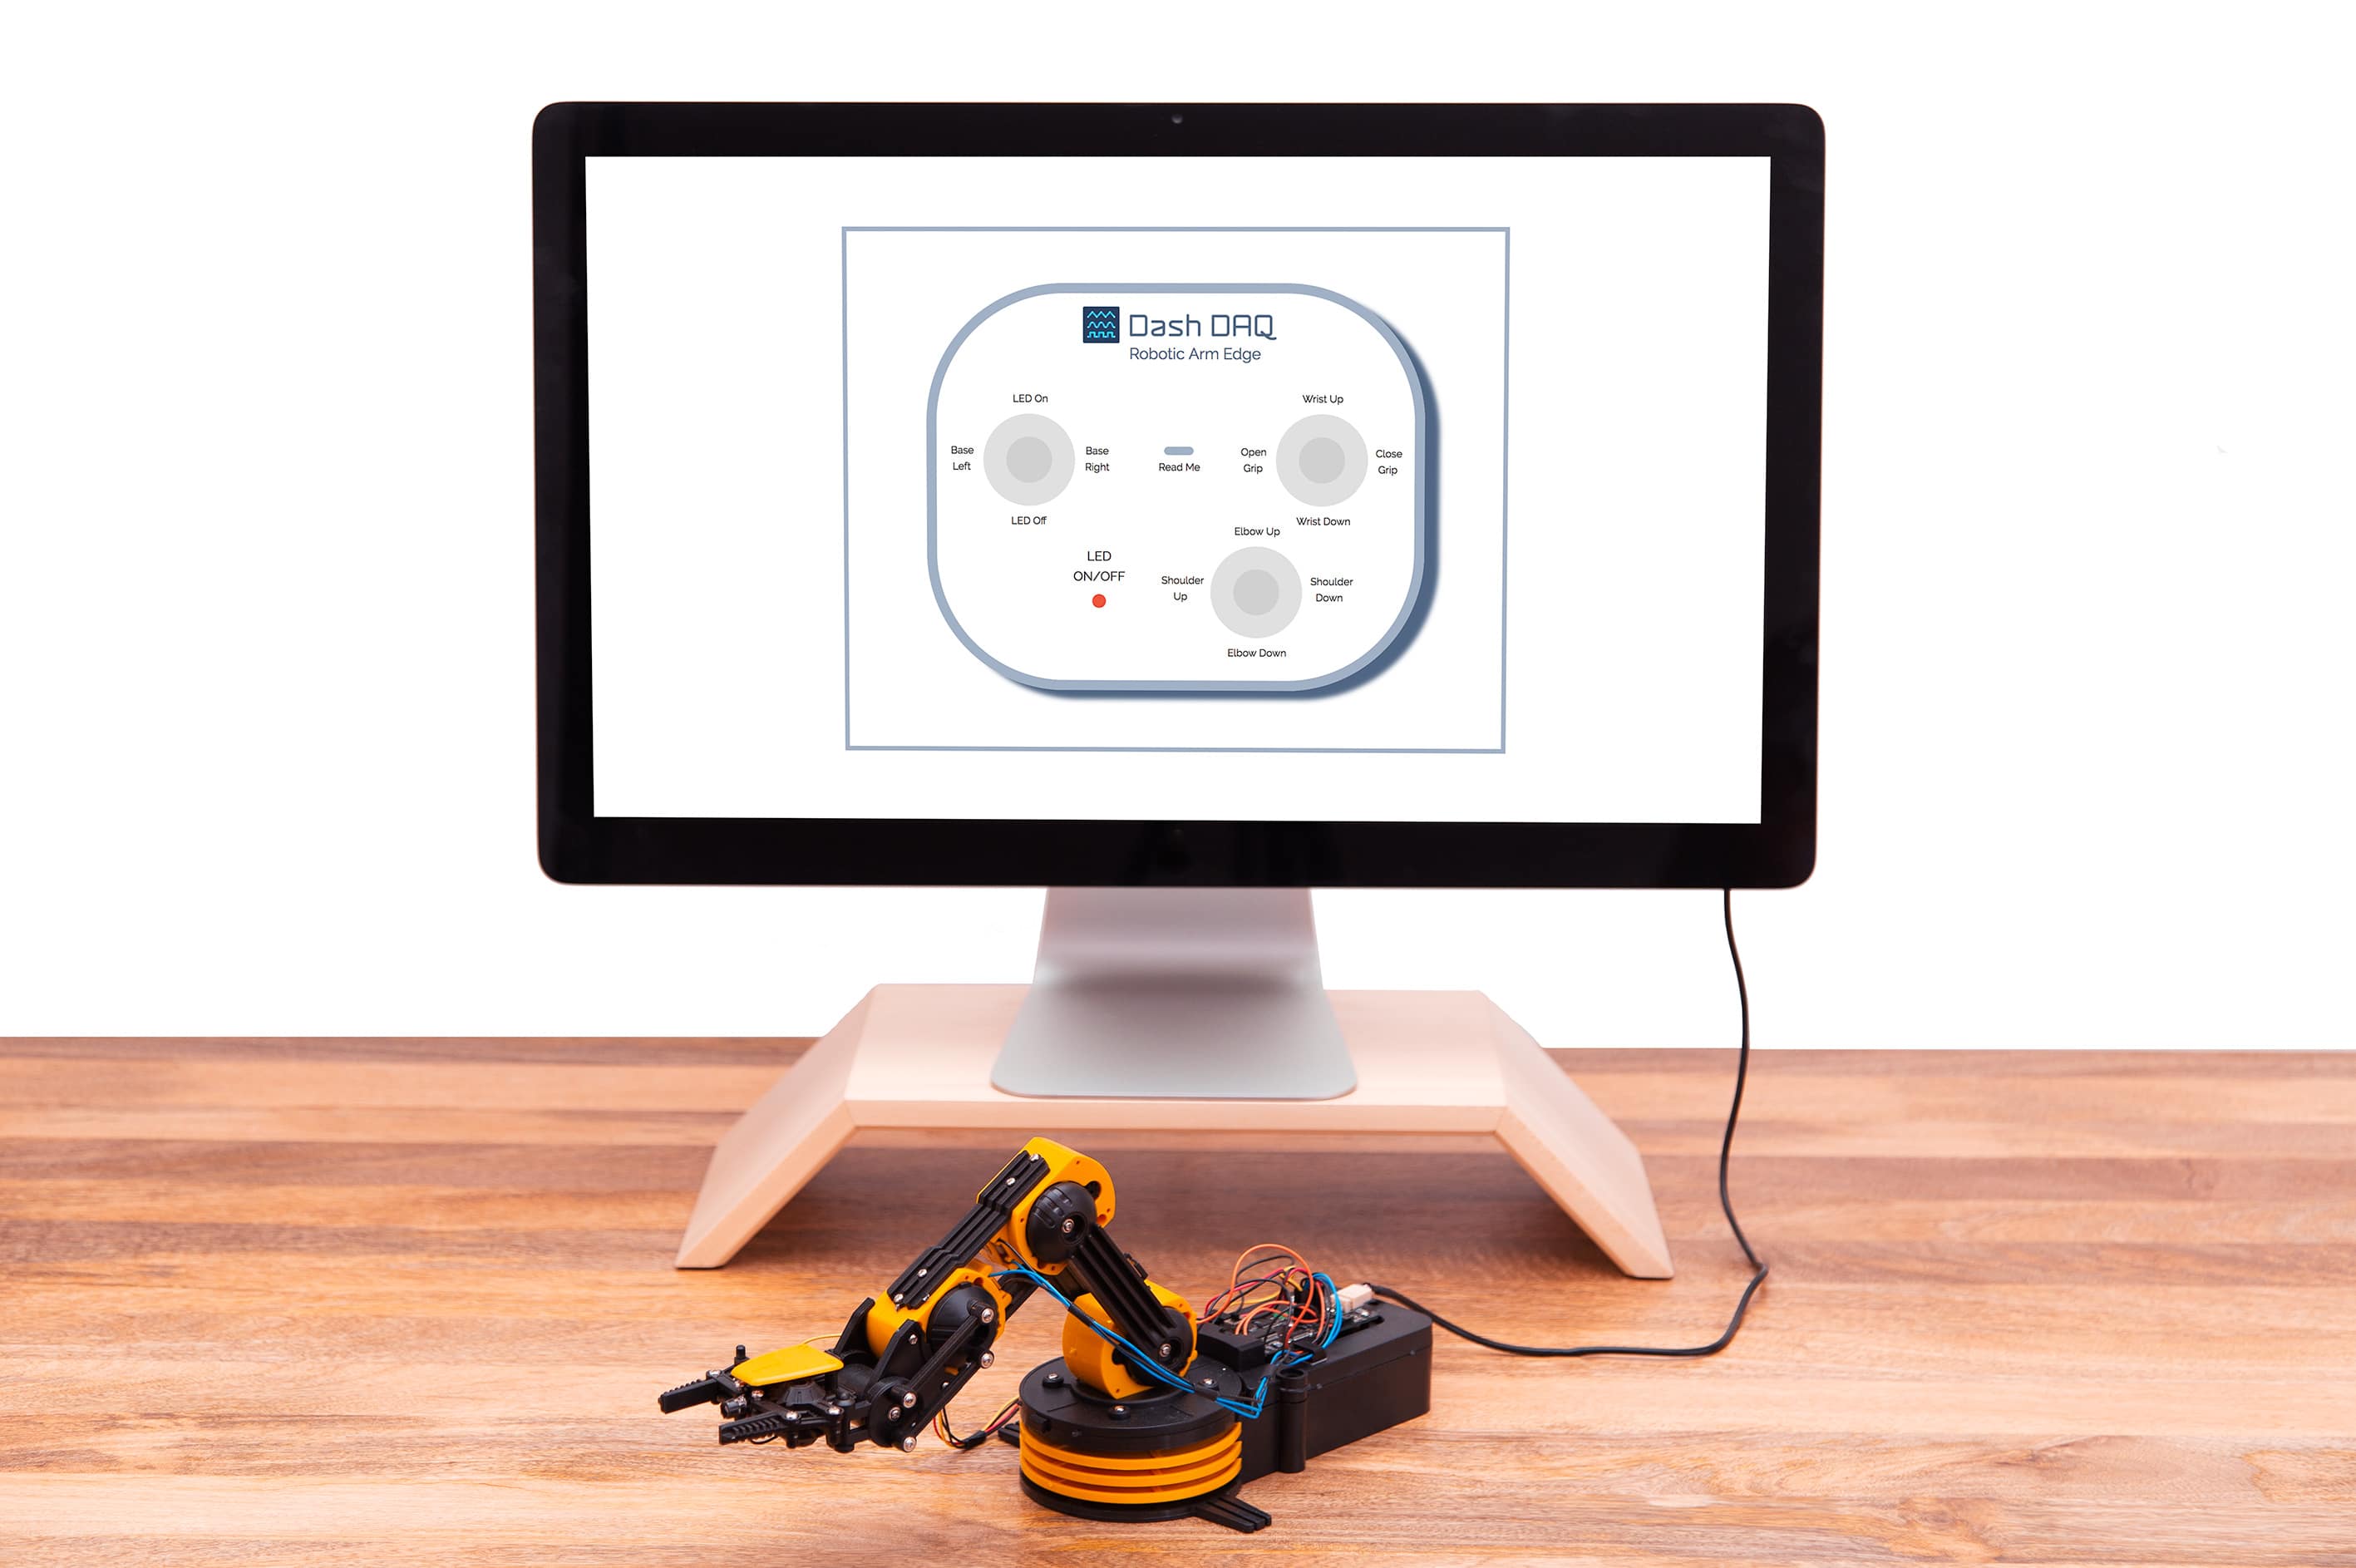 Dash DAQ
Robotic Arm Edge
LED On
Base
Left
Base
Right
LED Off
Read Me
Wrist Up
Open
Grip
Close
Grip
Wrist Down
LED
ON/OFF
Elbow Up
Shoulder
Up
Shoulder
Down
Elbow Down